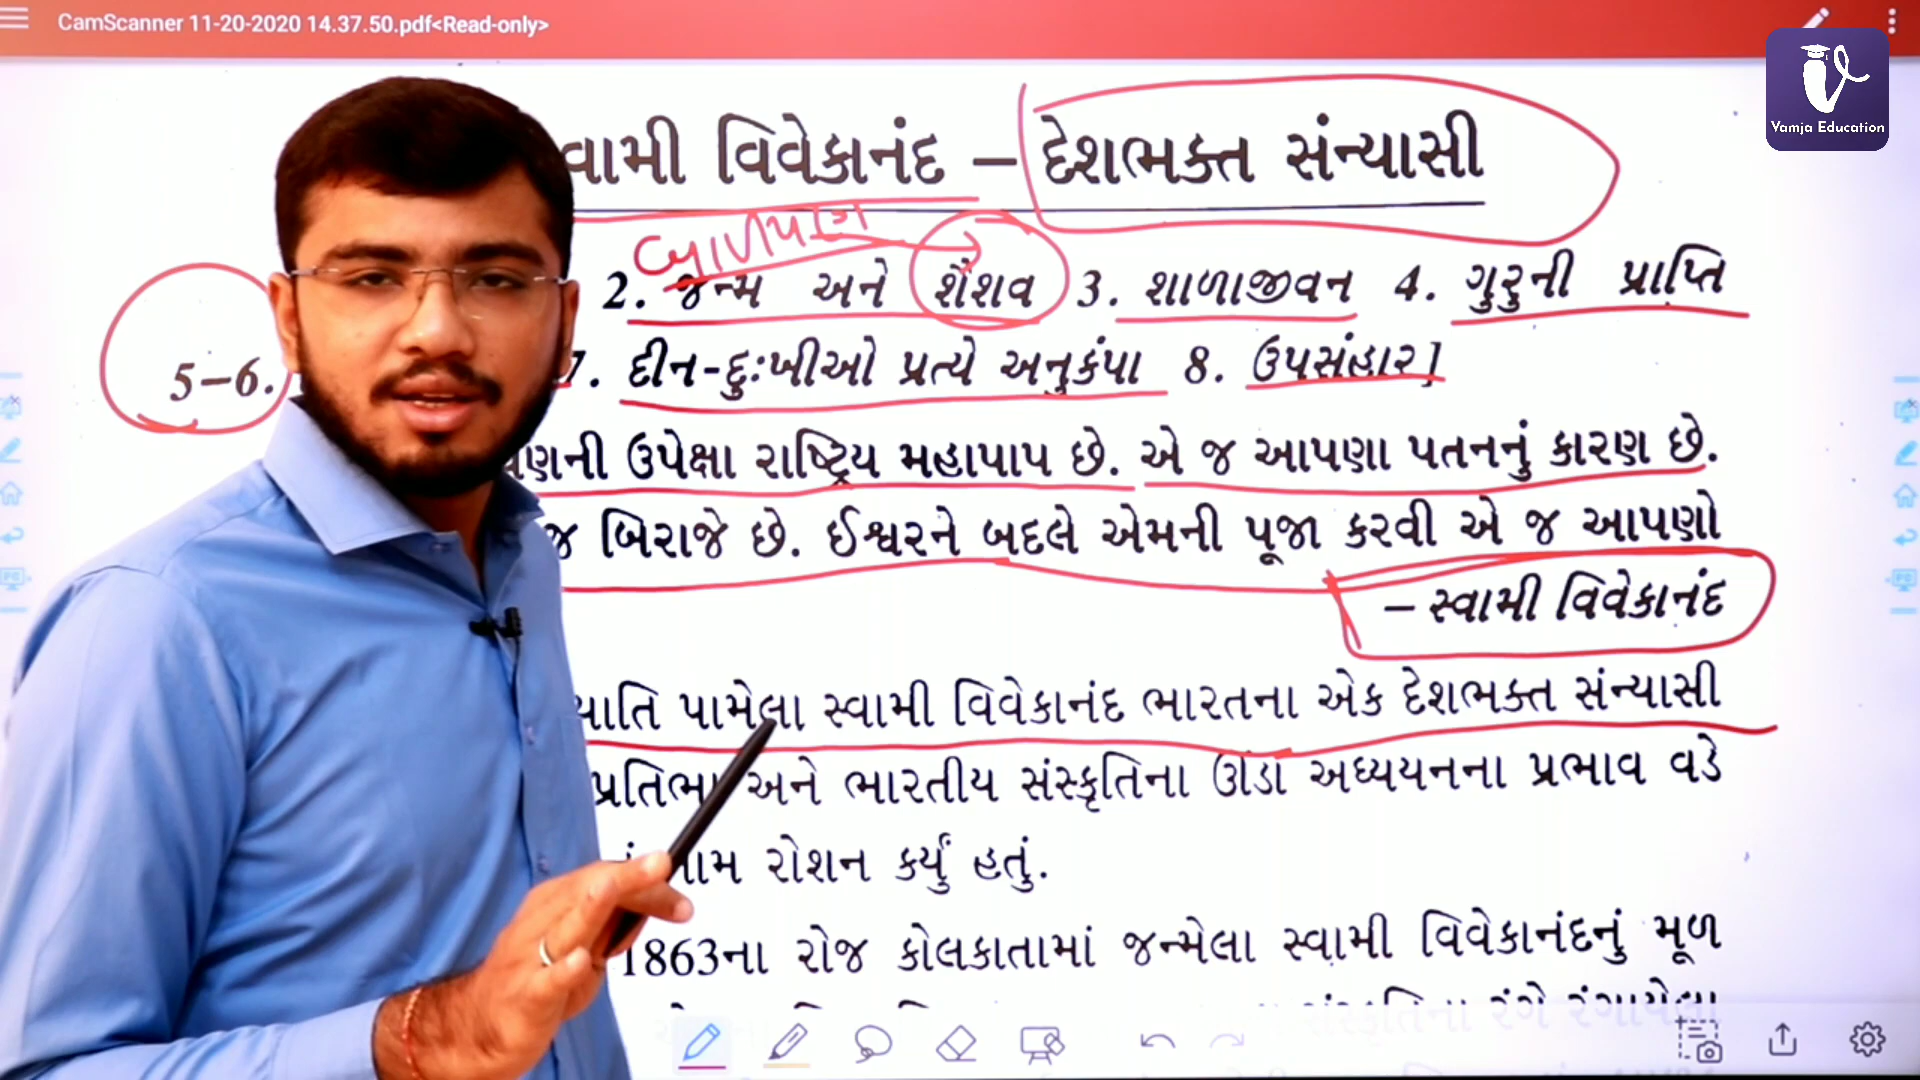 CamScanner 11-20-2020 14.37.50.pdf<Read-only>
Vamja Education
વિવેકાનંદ – દેશભક્ત સંન્યાસી
બાળપણ
2. જન્મ અને શૈશવ 3. શાળાજીવન 4. ગુરુની પ્રાપ્તિ
5–6. 7. દીન-દુઃખીઓ પ્રત્યે અનુકંપા 8. ઉપસંહાર]
ઉપેક્ષા રાષ્ટ્રિય મહાપાપ છે. એ જ આપણા પતનનું કારણ છે.
જ બિરાજે છે. ઈશ્વરને બદલે એમની પૂજા કરવી એ જ આપણો
– સ્વામી વિવેકાનંદ
પામેલા સ્વામી વિવેકાનંદ ભારતના એક દેશભક્ત સંન્યાસી
અને ભારતીય સંસ્કૃતિના ઊંડા અધ્યયનના પ્રભાવ વડે
રોશન કર્યું હતું.
1863ના રોજ કોલકાતામાં જન્મેલા સ્વામી વિવેકાનંદનું મૂળ
સંસ્કૃતિના રંગે રંગાયેલા